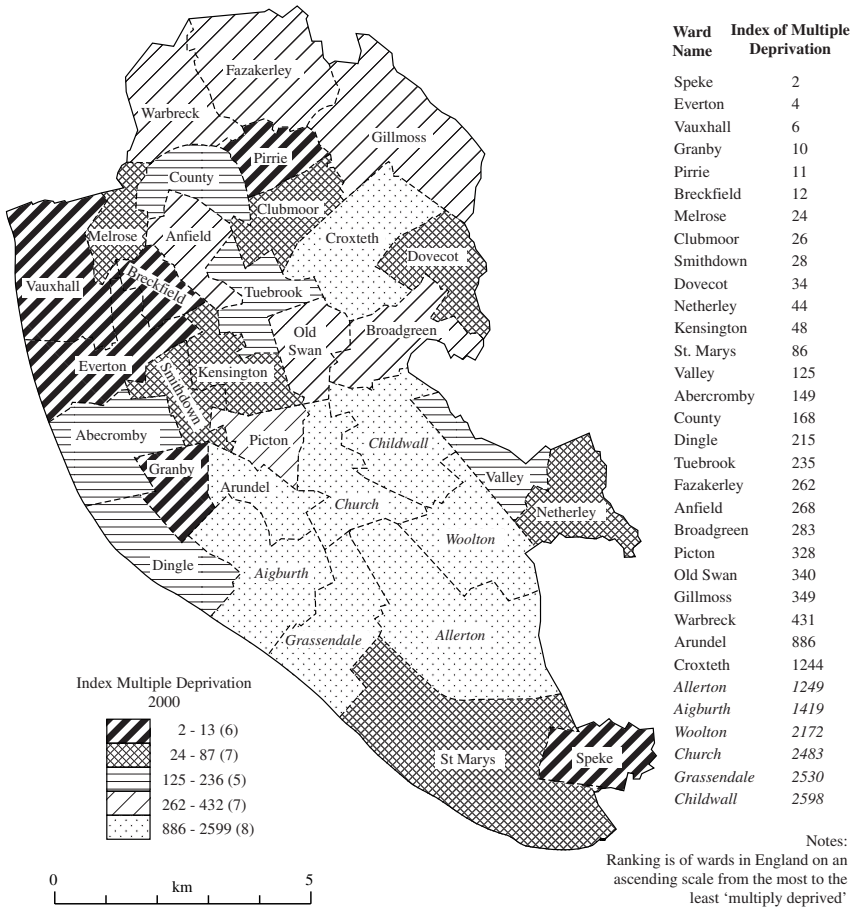 Fazakerley
Warbreck
Gillmoss
Pirrie
County
Clubmoor
Melrose
Anfield
Croxteth
Dovecot
Vauxhall
Breckfield
Tuebrook
Old
Swan
Broadgreen
Everton
Smithdown
Kensington
Abecromby
Picton
Childwall
Granby
Arundel
Valley
Church
Netherley
Woolton
Dingle
Aigburth
Grassendale
Allerton
St Marys
Speke
Index Multiple Deprivation
2000
2 - 13 (6)
24 - 87 (7)
125 - 236 (5)
262 - 432 (7)
886 - 2599 (8)
0 5
km
Ward Index of Multiple
Name Deprivation
Speke 2
Everton 4
Vauxhall 6
Granby 10
Pirrie 11
Breckfield 12
Melrose 24
Clubmoor 26
Smithdown 28
Dovecot 34
Netherley 44
Kensington 48
St. Marys 86
Valley 125
Abercromby 149
County 168
Dingle 215
Tuebrook 235
Fazakerley 262
Anfield 268
Broadgreen 283
Picton 328
Old Swan 340
Gillmoss 349
Warbreck 431
Arundel 886
Croxteth 1244
Allerton 1249
Aigburth 1419
Woolton 2172
Church 2483
Grassendale 2530
Childwall 2598
Notes:
Ranking is of wards in England on an
ascending scale from the most to the
least ‘multiply deprived’